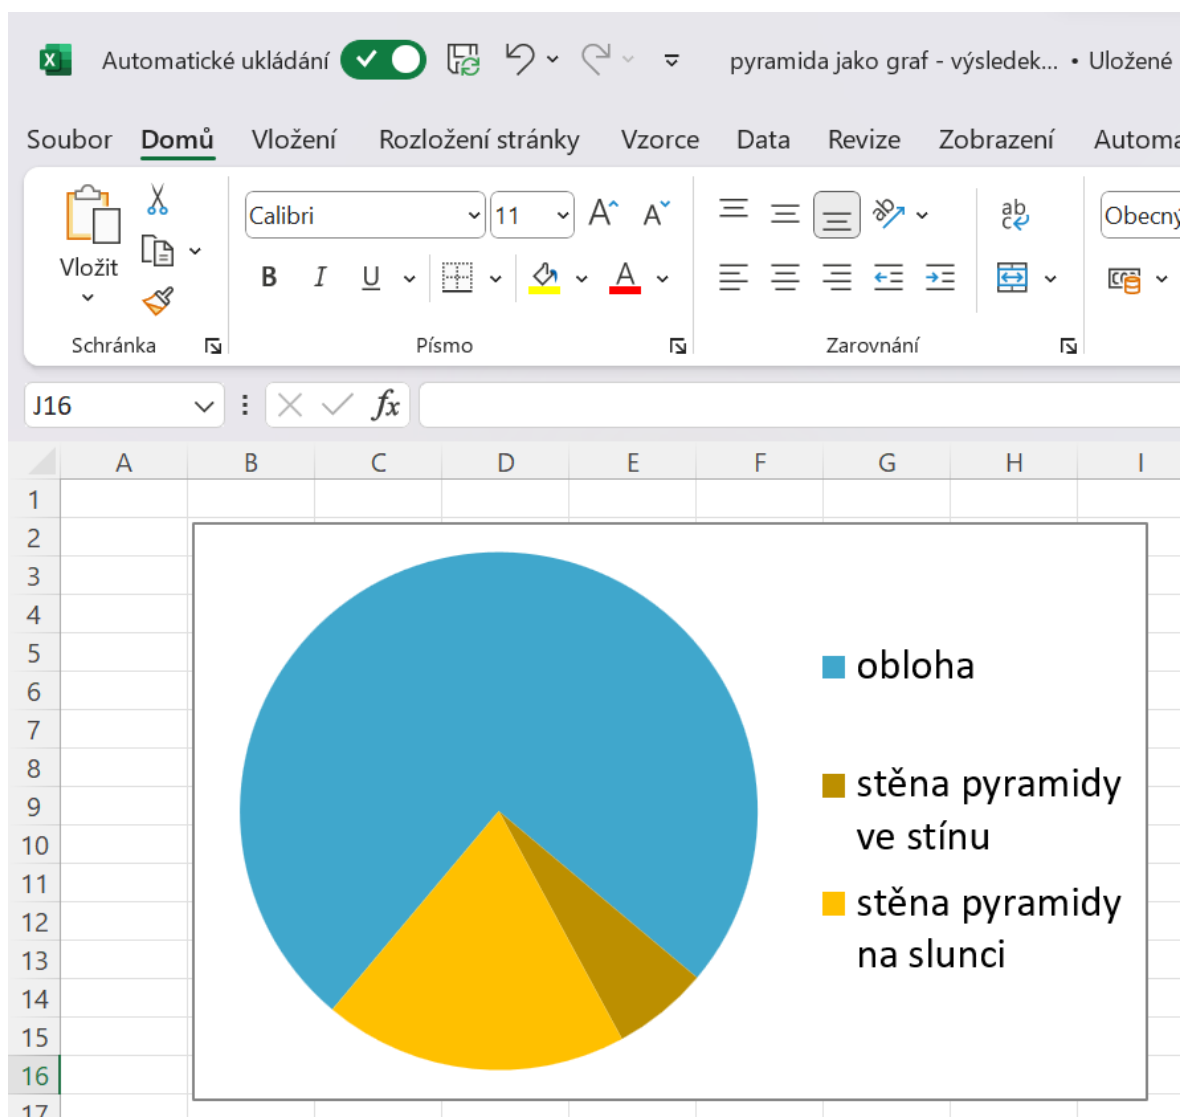 Automatické ukládání
pyramida jako graf - výsledek... • Uložené
Soubor Domů Vložení Rozložení stránky Vzorce Data Revize Zobrazení Automa
Vložit
Calibri 11
Obecný
B I U A
Schránka Písmo Zarovnání
J16 fx
A B C D E F G H I
1
2
3
4
5
6
7
8
9
10
11
12
13
14
15
16
17
obloha
stěna pyramidy
ve stínu
stěna pyramidy
na slunci